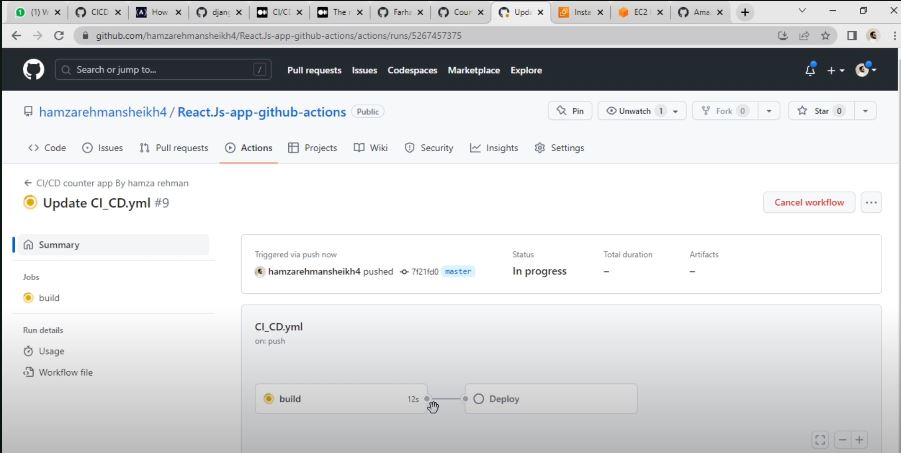 (1) W
CICD
How
djan
CI/CI
The
Farha
Cour
Upda
Insta
EC2
Ama
github.com/hamzarehmansheikh4/ReactJs-app-github-actions/actions/runs/5267457375
Search or jump to... /
Pull requests Issues Codespaces Marketplace Explore
hamzarehmansheikh4 / React.Js-app-github-actions Public
Pin Unwatch 1 Fork 0 Star 0
Code Issues Pull requests Actions Projects Wiki Security Insights Settings
← CI/CD counter app By hamza rehman
Update CI_CD.yml #9
Cancel workflow ...
Summary
Jobs
build
Run details
Usage
Workflow file
Triggered via push now
hamzarehmansheikh4 pushed 7f21fd0 master
Status
In progress
Total duration
–
Artifacts
–
CI_CD.yml
on: push
build 12s
Deploy